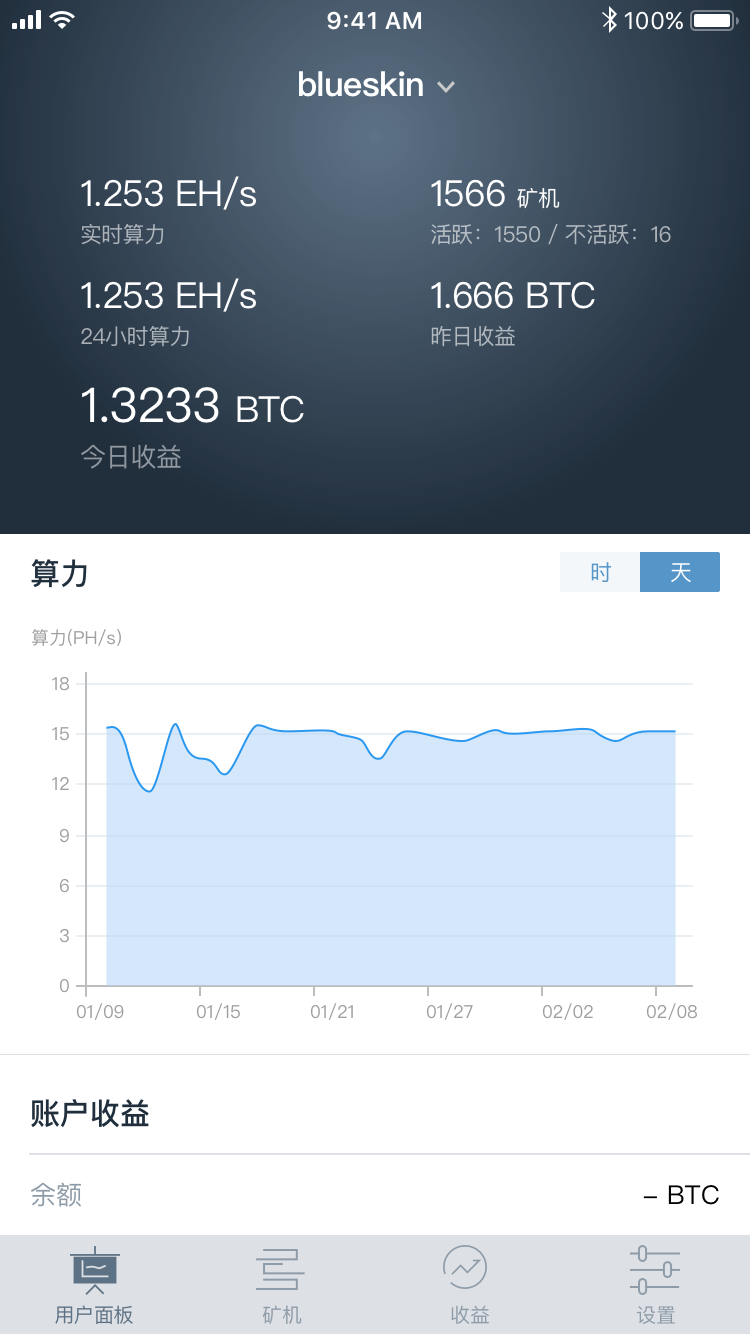 9:41 AM 100%
blueskin
1.253 EH/s
实时算力
1566 矿机
活跃：1550 / 不活跃：16
1.253 EH/s
24小时算力
1.666 BTC
昨日收益
1.3233 BTC
今日收益
算力
时 天
算力(PH/s)
18
15
12
9
6
3
0
01/09 01/15 01/21 01/27 02/02 02/08
账户收益
余额 – BTC
用户面板 矿机 收益 设置